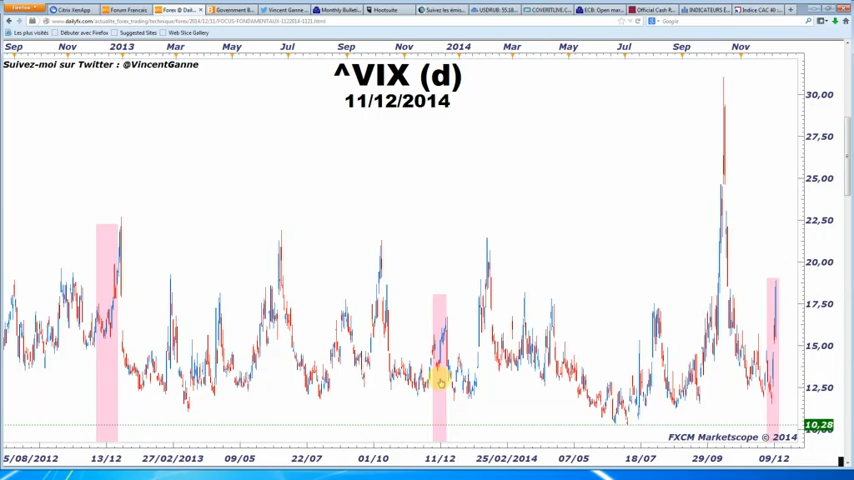 Firefox
Citrix XenApp
Forum Francais
Forex @ Daily...
Government B...
Vincent Ganne ...
Monthly Bulleti...
Hootsuite
Suivez les émis...
USDRUB: 55.18...
COVERITLIVE.C...
ECB: Open mar...
Official Cash R...
INDICATEURS É...
Indice CAC 40...
Les plus visités
Débuter avec Firefox
Suggested Sites
Web Slice Gallery
Google
Sep Nov 2013 Mar May Jul Sep Nov 2014 Mar May Jul Sep Nov
Suivez-moi sur Twitter : @VincentGanne
^VIX (d)
11/12/2014
30,00
27,50
25,00
22,50
20,00
17,50
15,00
12,50
10,28
FXCM Marketscope © 2014
5/08/2012 13/12 27/02/2013 09/05 22/07 01/10 11/12 25/02/2014 07/05 18/07 29/09 09/12